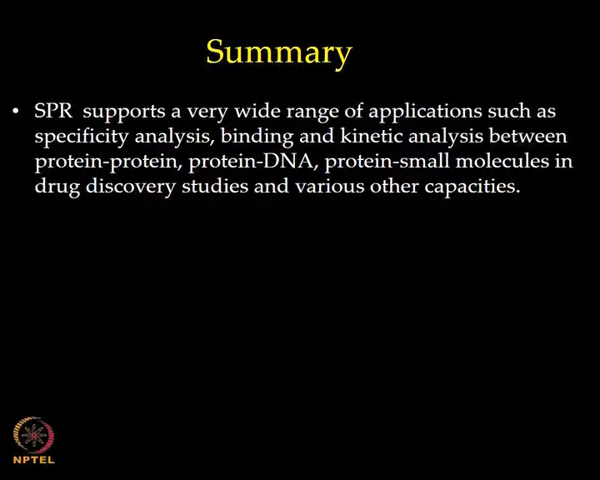 Summary
• SPR supports a very wide range of applications such as
specificity analysis, binding and kinetic analysis between
protein-protein, protein-DNA, protein-small molecules in
drug discovery studies and various other capacities.
NPTEL